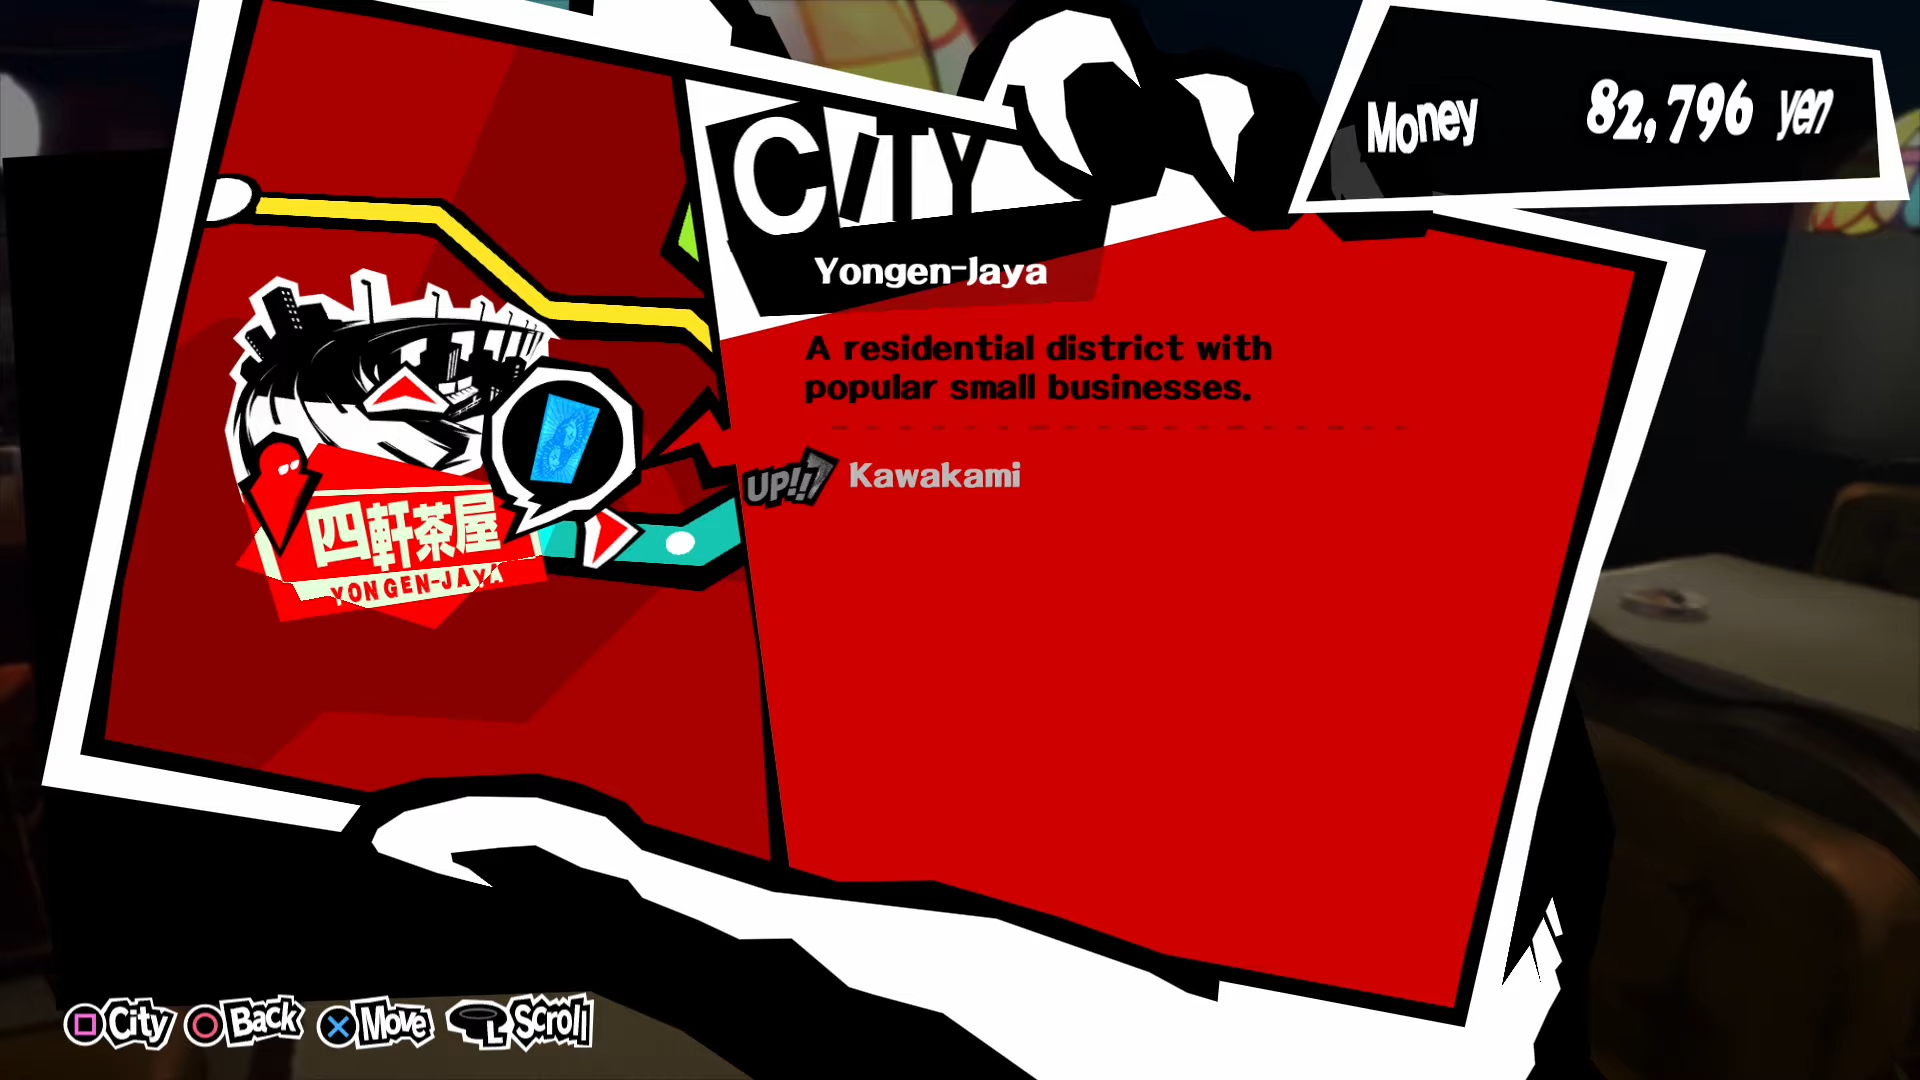 CITY
Money 82,796 yen
Yongen-Jaya
A residential district with
popular small businesses.
UP!! Kawakami
四軒茶屋
YONGEN-JAYA
City Back Move L Scroll